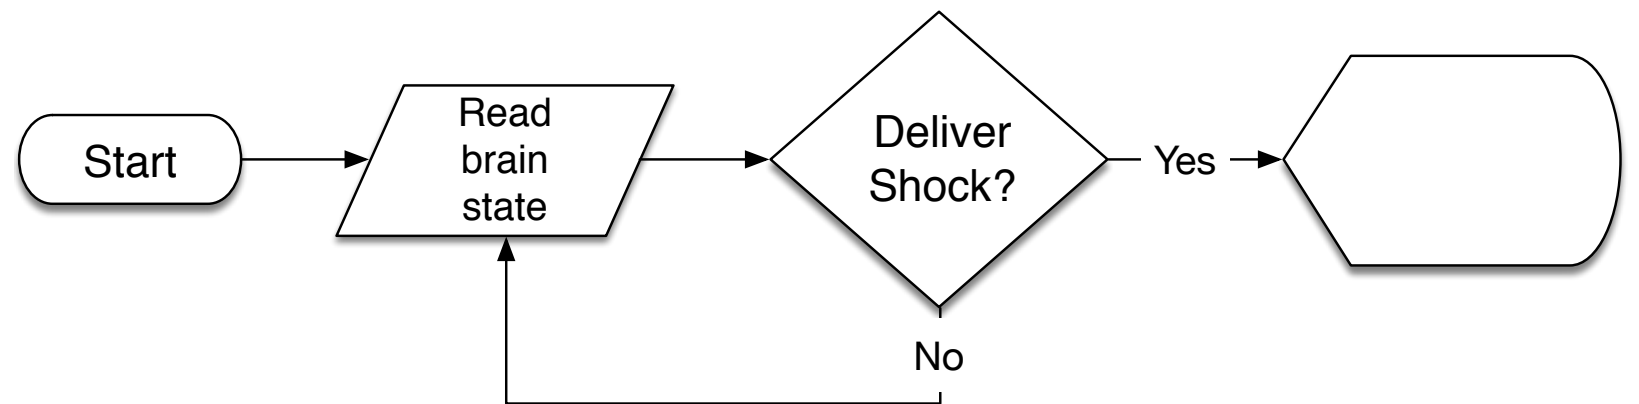 Start
Read
brain
state
Deliver
Shock?
Yes
No